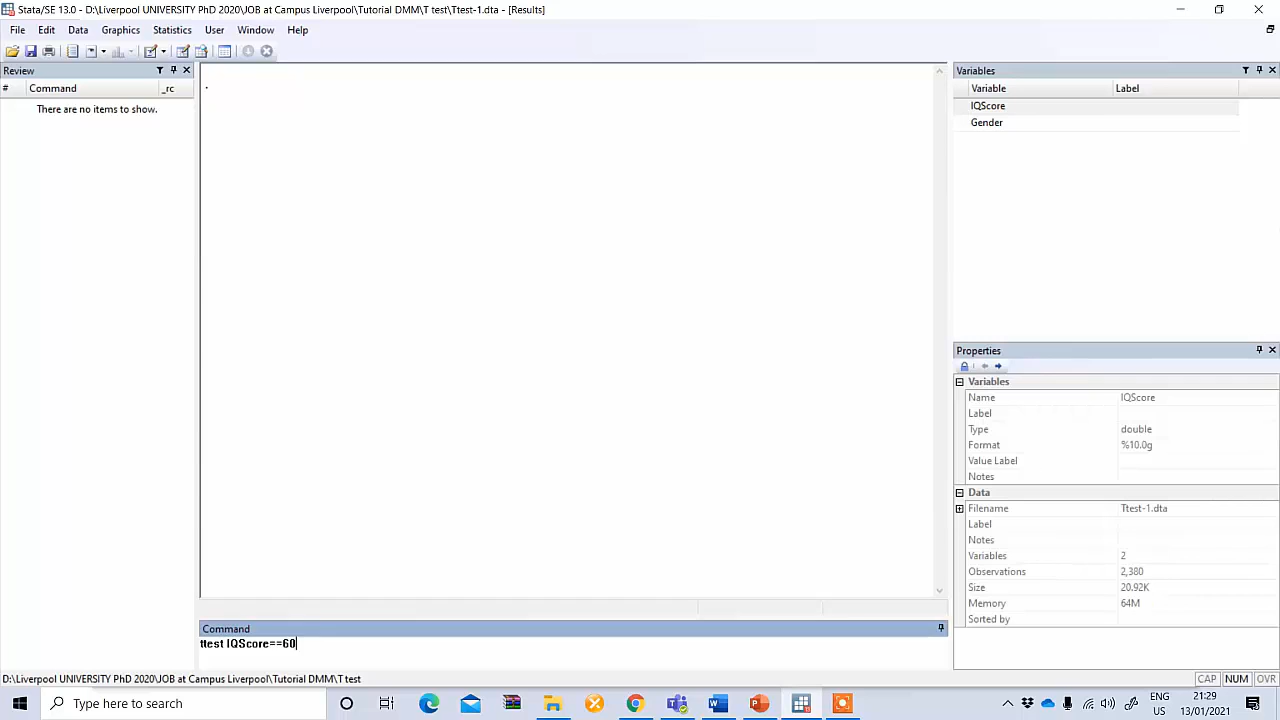 Stata/SE 13.0 - D:\Liverpool UNIVERSITY PhD 2020\JOB at Campus Liverpool\Tutorial DMM\T test\Ttest-1.dta - [Results]
File Edit Data Graphics Statistics User Window Help
Review
# Command _rc
There are no items to show.
.
Variables
Variable Label
IQScore
Gender
Properties
Variables
Name IQScore
Label
Type double
Format %10.0g
Value Label
Notes
Data
Filename Ttest-1.dta
Label
Notes
Variables 2
Observations 2,380
Size 20.92K
Memory 64M
Sorted by
Command
ttest IQScore==60
D:\Liverpool UNIVERSITY PhD 2020\JOB at Campus Liverpool\Tutorial DMM\T test
CAP NUM OVR
Type here to search
ENG
US
21:29
13/01/2021